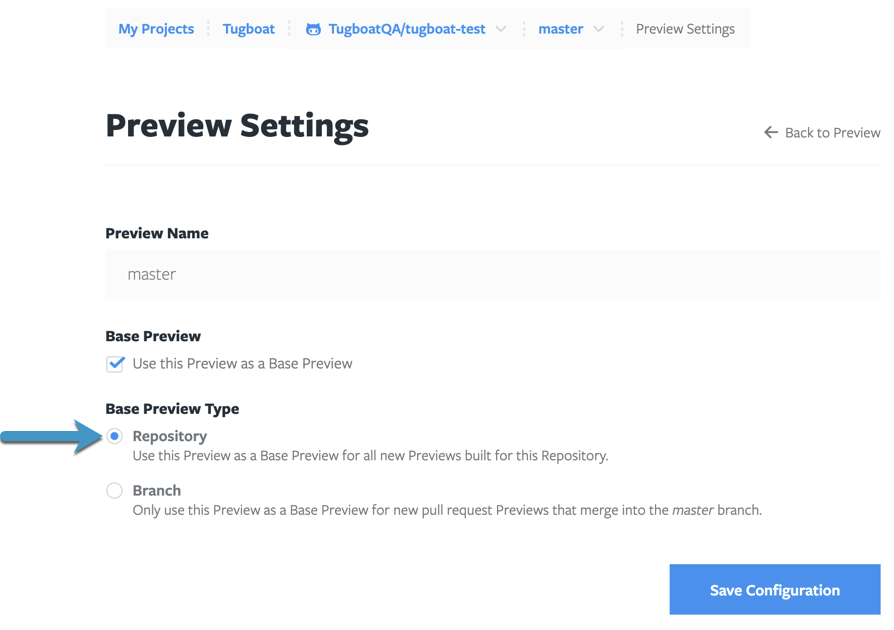 My Projects Tugboat TugboatQA/tugboat-test master Preview Settings
Preview Settings
Back to Preview
Preview Name
master
Base Preview
Use this Preview as a Base Preview
Base Preview Type
Repository
Use this Preview as a Base Preview for all new Previews built for this Repository.
Branch
Only use this Preview as a Base Preview for new pull request Previews that merge into the master branch.
Save Configuration